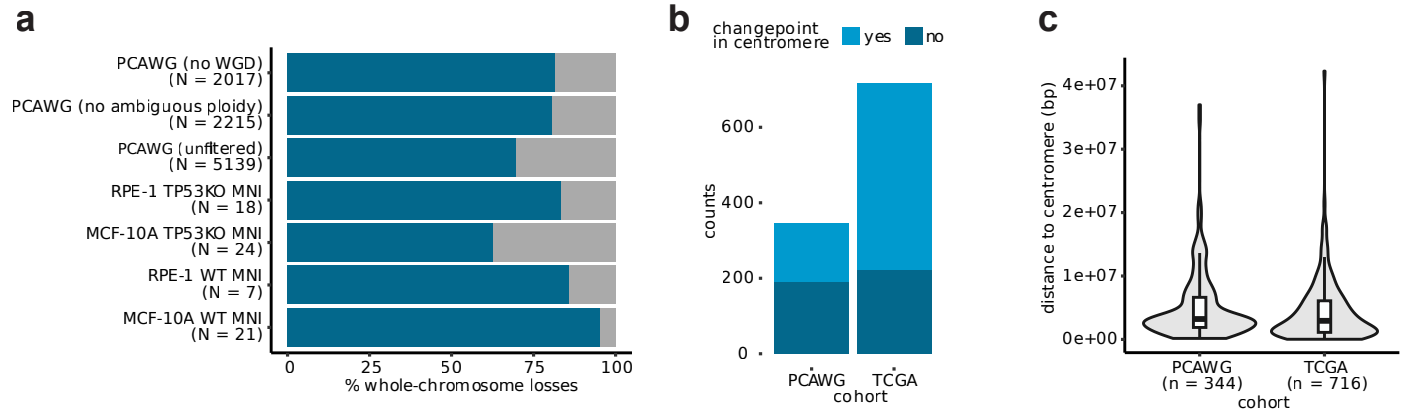 a
PCAWG (no WGD)
(N = 2017)
PCAWG (no ambiguous ploidy)
(N = 2215)
PCAWG (unfiltered)
(N = 5139)
RPE-1 TP53KO MNI
(N = 18)
MCF-10A TP53KO MNI
(N = 24)
RPE-1 WT MNI
(N = 7)
MCF-10A WT MNI
(N = 21)
0 25 50 75 100
% whole-chromosome losses
b
changepoint
in centromere
yes no
counts
600
400
200
0
PCAWG TCGA
cohort
c
distance to centromere (bp)
4e+07
3e+07
2e+07
1e+07
0e+00
PCAWG TCGA
(n = 344) (n = 716)
cohort